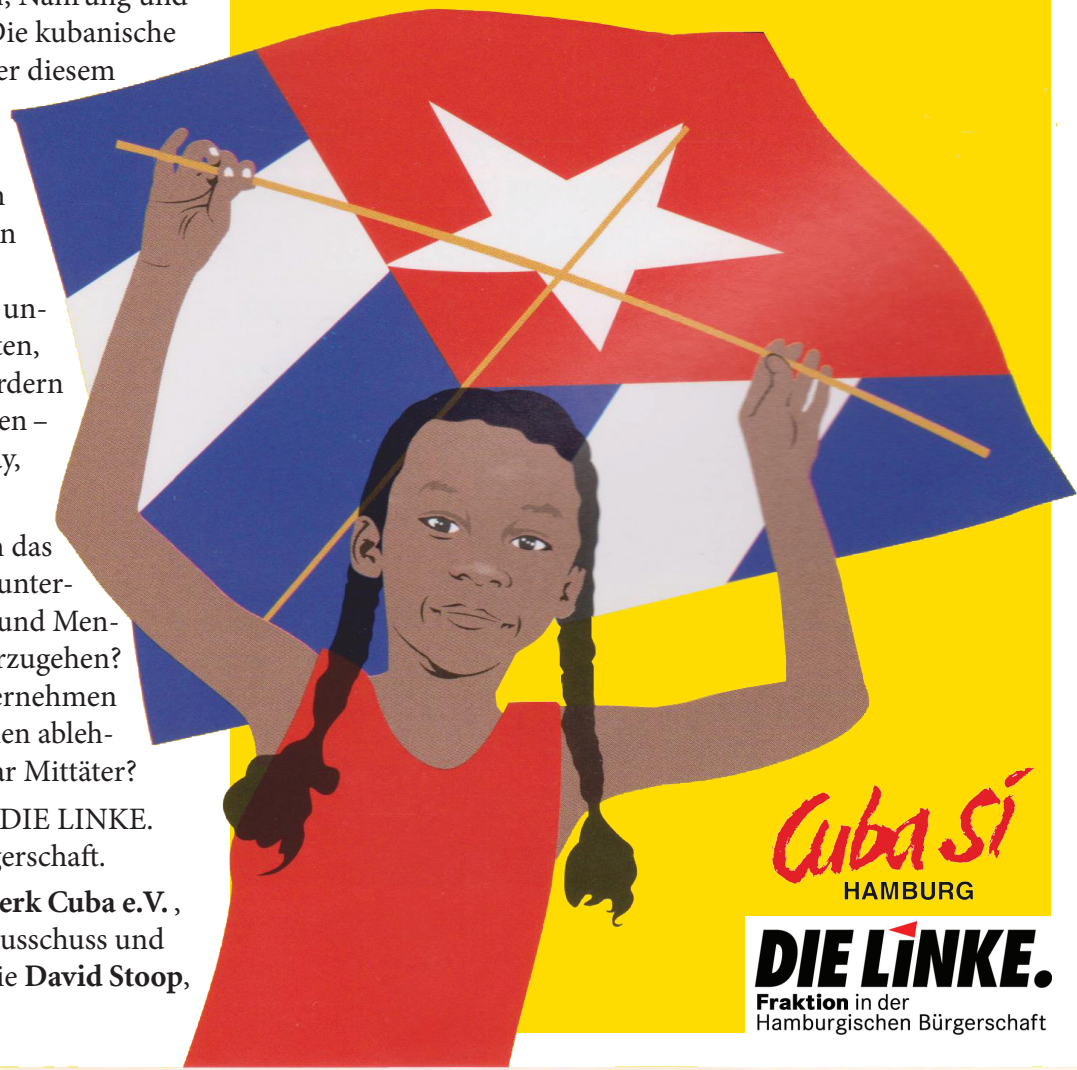 , Nahrung und
Die kubanische
er diesem
n
n
un-
ten,
rdern
en –
y,
n das
unter-
und Men-
rzugehen?
ernehmen
en ableh-
ar Mittäter?
DIE LINKE.
gerschaft.
erk Cuba e.V. ,
usschuss und
ie David Stoop,
Cuba Sí
HAMBURG
DIE LINKE.
Fraktion in der
Hamburgischen Bürgerschaft